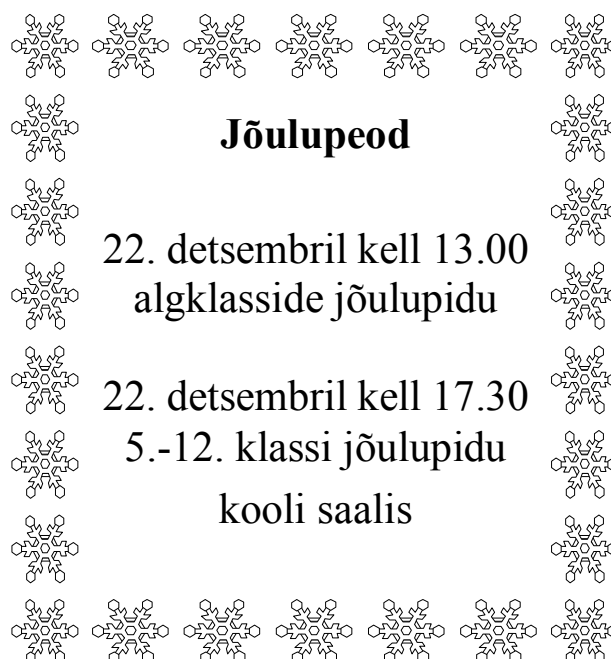 Jõulupeod
22. detsembril kell 13.00
algklasside jõulupidu
22. detsembril kell 17.30
5.-12. klassi jõulupidu
kooli saalis